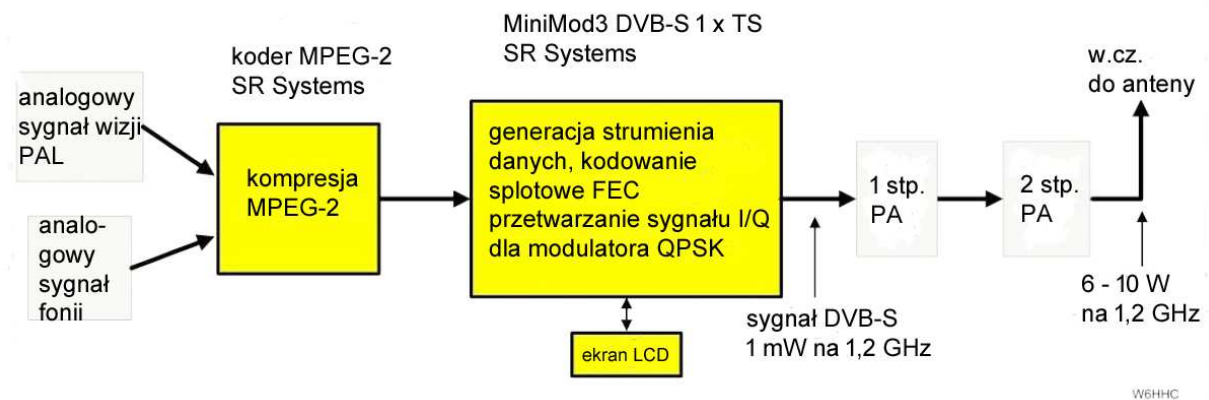 MiniMod3 DVB-S 1 x TS
SR Systems
koder MPEG-2
SR Systems
w.cz.
do anteny
analogowy
sygnał wizji
PAL
kompresja
MPEG-2
generacja strumienia
danych, kodowanie
splotowe FEC
przetwarzanie sygnału I/Q
dla modulatora QPSK
1 stp.
PA
2 stp.
PA
analo-
gowy
sygnał
fonii
ekran LCD
sygnał DVB-S
1 mW na 1,2 GHz
6 - 10 W
na 1,2 GHz
W6HHC